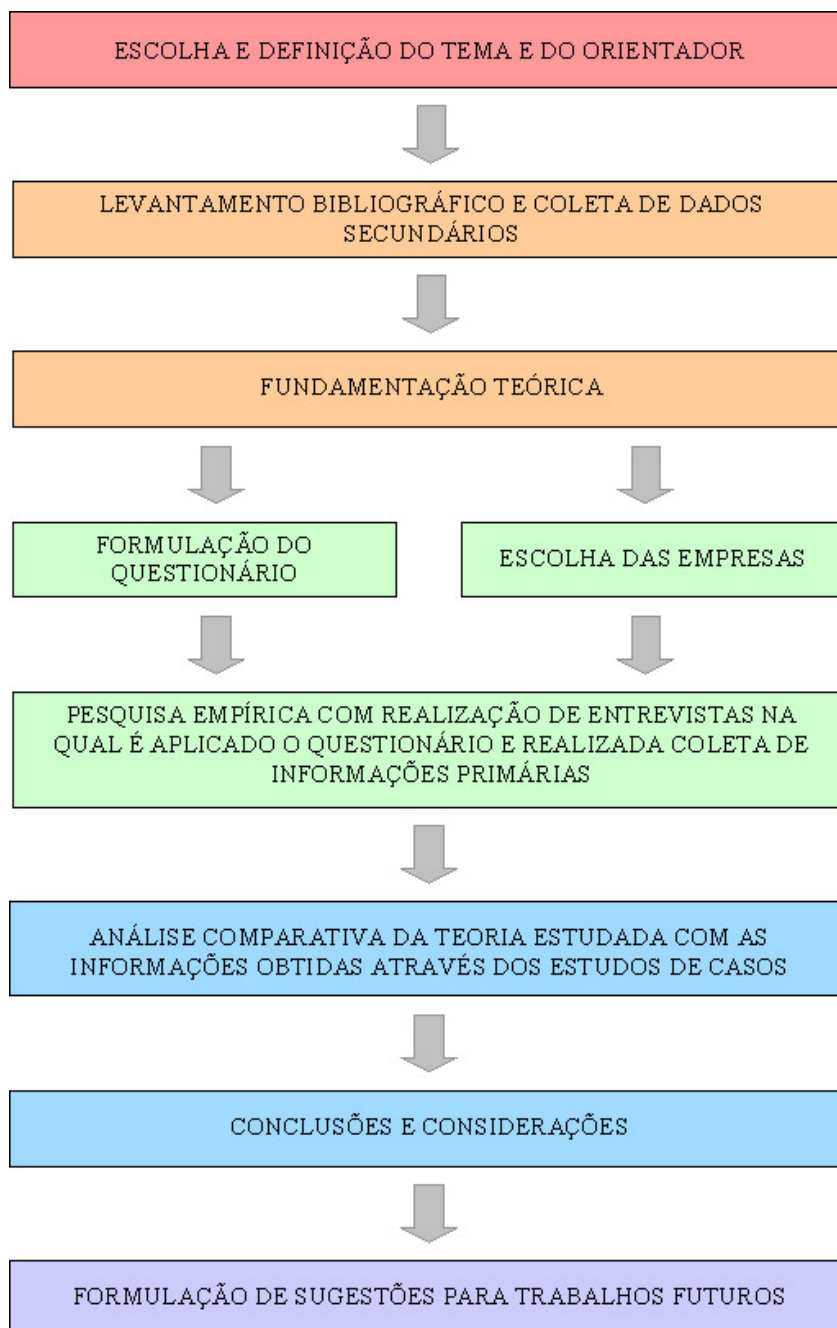 ESCOLHA E DEFINIÇÃO DO TEMA E DO ORIENTADOR
LEVANTAMENTO BIBLIOGRÁFICO E COLETA DE DADOS
SECUNDÁRIOS
FUNDAMENTAÇÃO TEÓRICA
FORMULAÇÃO DO
QUESTIONÁRIO
ESCOLHA DAS EMPRESAS
PESQUISA EMPÍRICA COM REALIZAÇÃO DE ENTREVISTAS NA
QUAL É APLICADO O QUESTIONÁRIO E REALIZADA COLETA DE
INFORMAÇÕES PRIMÁRIAS
ANÁLISE COMPARATIVA DA TEORIA ESTUDADA COM AS
INFORMAÇÕES OBTIDAS ATRAVÉS DOS ESTUDOS DE CASOS
CONCLUSÕES E CONSIDERAÇÕES
FORMULAÇÃO DE SUGESTÕES PARA TRABALHOS FUTUROS